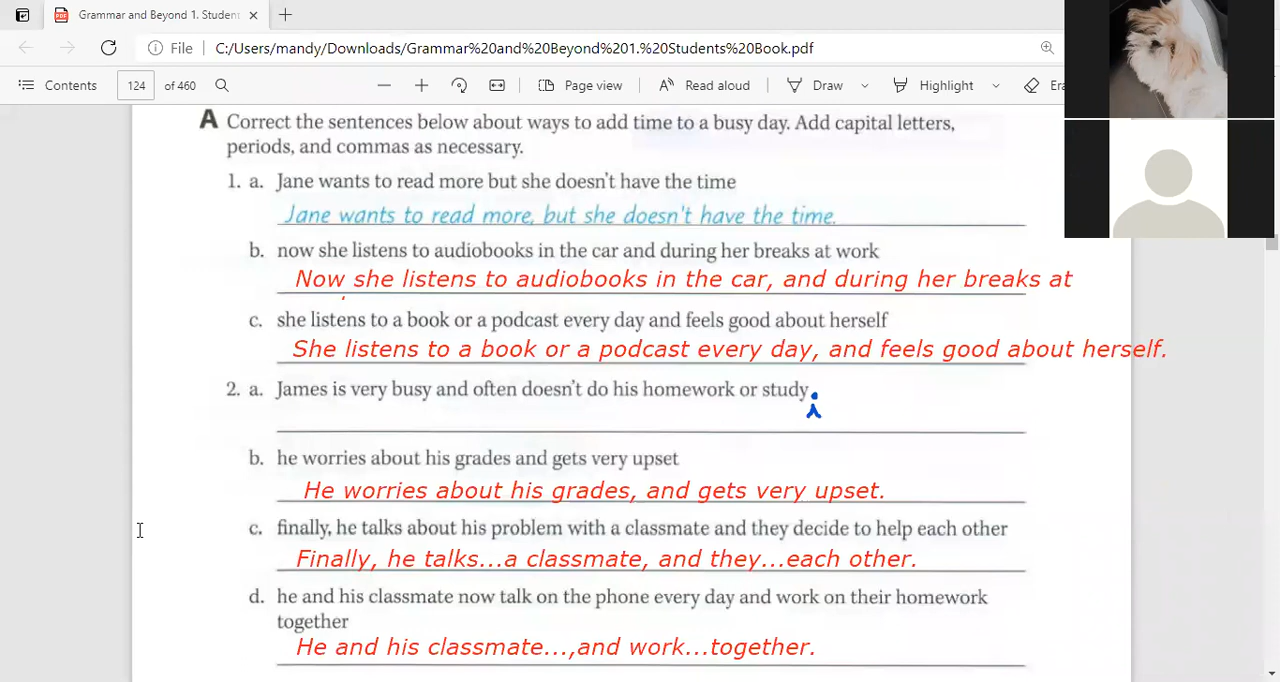 Grammar and Beyond 1. Student
File C:/Users/mandy/Downloads/Grammar%20and%20Beyond%201.%20Students%20Book.pdf
Contents 124 of 460 Page view Read aloud Draw Highlight Era
A Correct the sentences below about ways to add time to a busy day. Add capital letters,
periods, and commas as necessary.
1. a. Jane wants to read more but she doesn't have the time
Jane wants to read more, but she doesn't have the time.
b. now she listens to audiobooks in the car and during her breaks at work
Now she listens to audiobooks in the car, and during her breaks at
c. she listens to a book or a podcast every day and feels good about herself
She listens to a book or a podcast every day, and feels good about herself.
2. a. James is very busy and often doesn't do his homework or study.
b. he worries about his grades and gets very upset
He worries about his grades, and gets very upset.
c. finally, he talks about his problem with a classmate and they decide to help each other
Finally, he talks...a classmate, and they...each other.
d. he and his classmate now talk on the phone every day and work on their homework
together
He and his classmate...,and work...together.